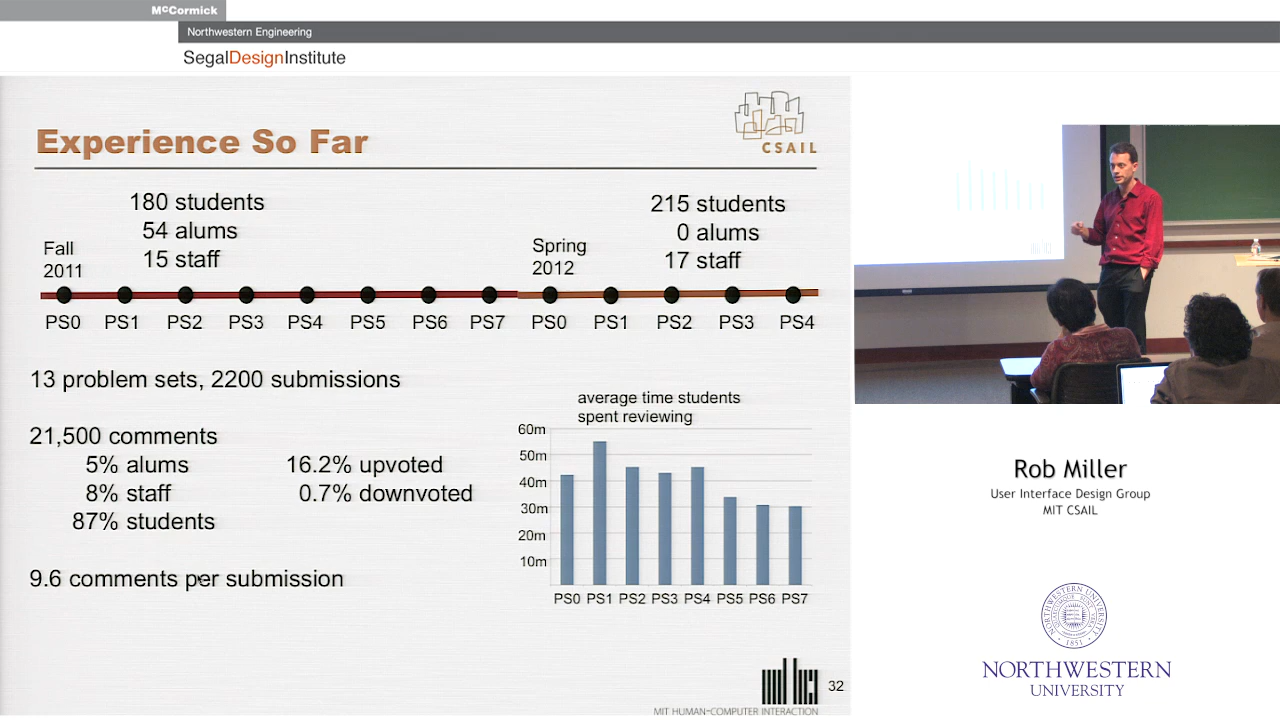 McCormick
Northwestern Engineering
SegalDesignInstitute
Experience So Far
CSAIL
180 students
54 alums
15 staff
215 students
0 alums
17 staff
Fall
2011
Spring
2012
PS0 PS1 PS2 PS3 PS4 PS5 PS6 PS7 PS0 PS1 PS2 PS3 PS4
13 problem sets, 2200 submissions
21,500 comments
5% alums
8% staff
87% students
16.2% upvoted
0.7% downvoted
9.6 comments per submission
average time students
spent reviewing
60m
50m
40m
30m
20m
10m
PS0 PS1 PS2 PS3 PS4 PS5 PS6 PS7
MIT HUMAN-COMPUTER INTERACTION
32
Rob Miller
User Interface Design Group
MIT CSAIL
NORTHWESTERN
UNIVERSITY